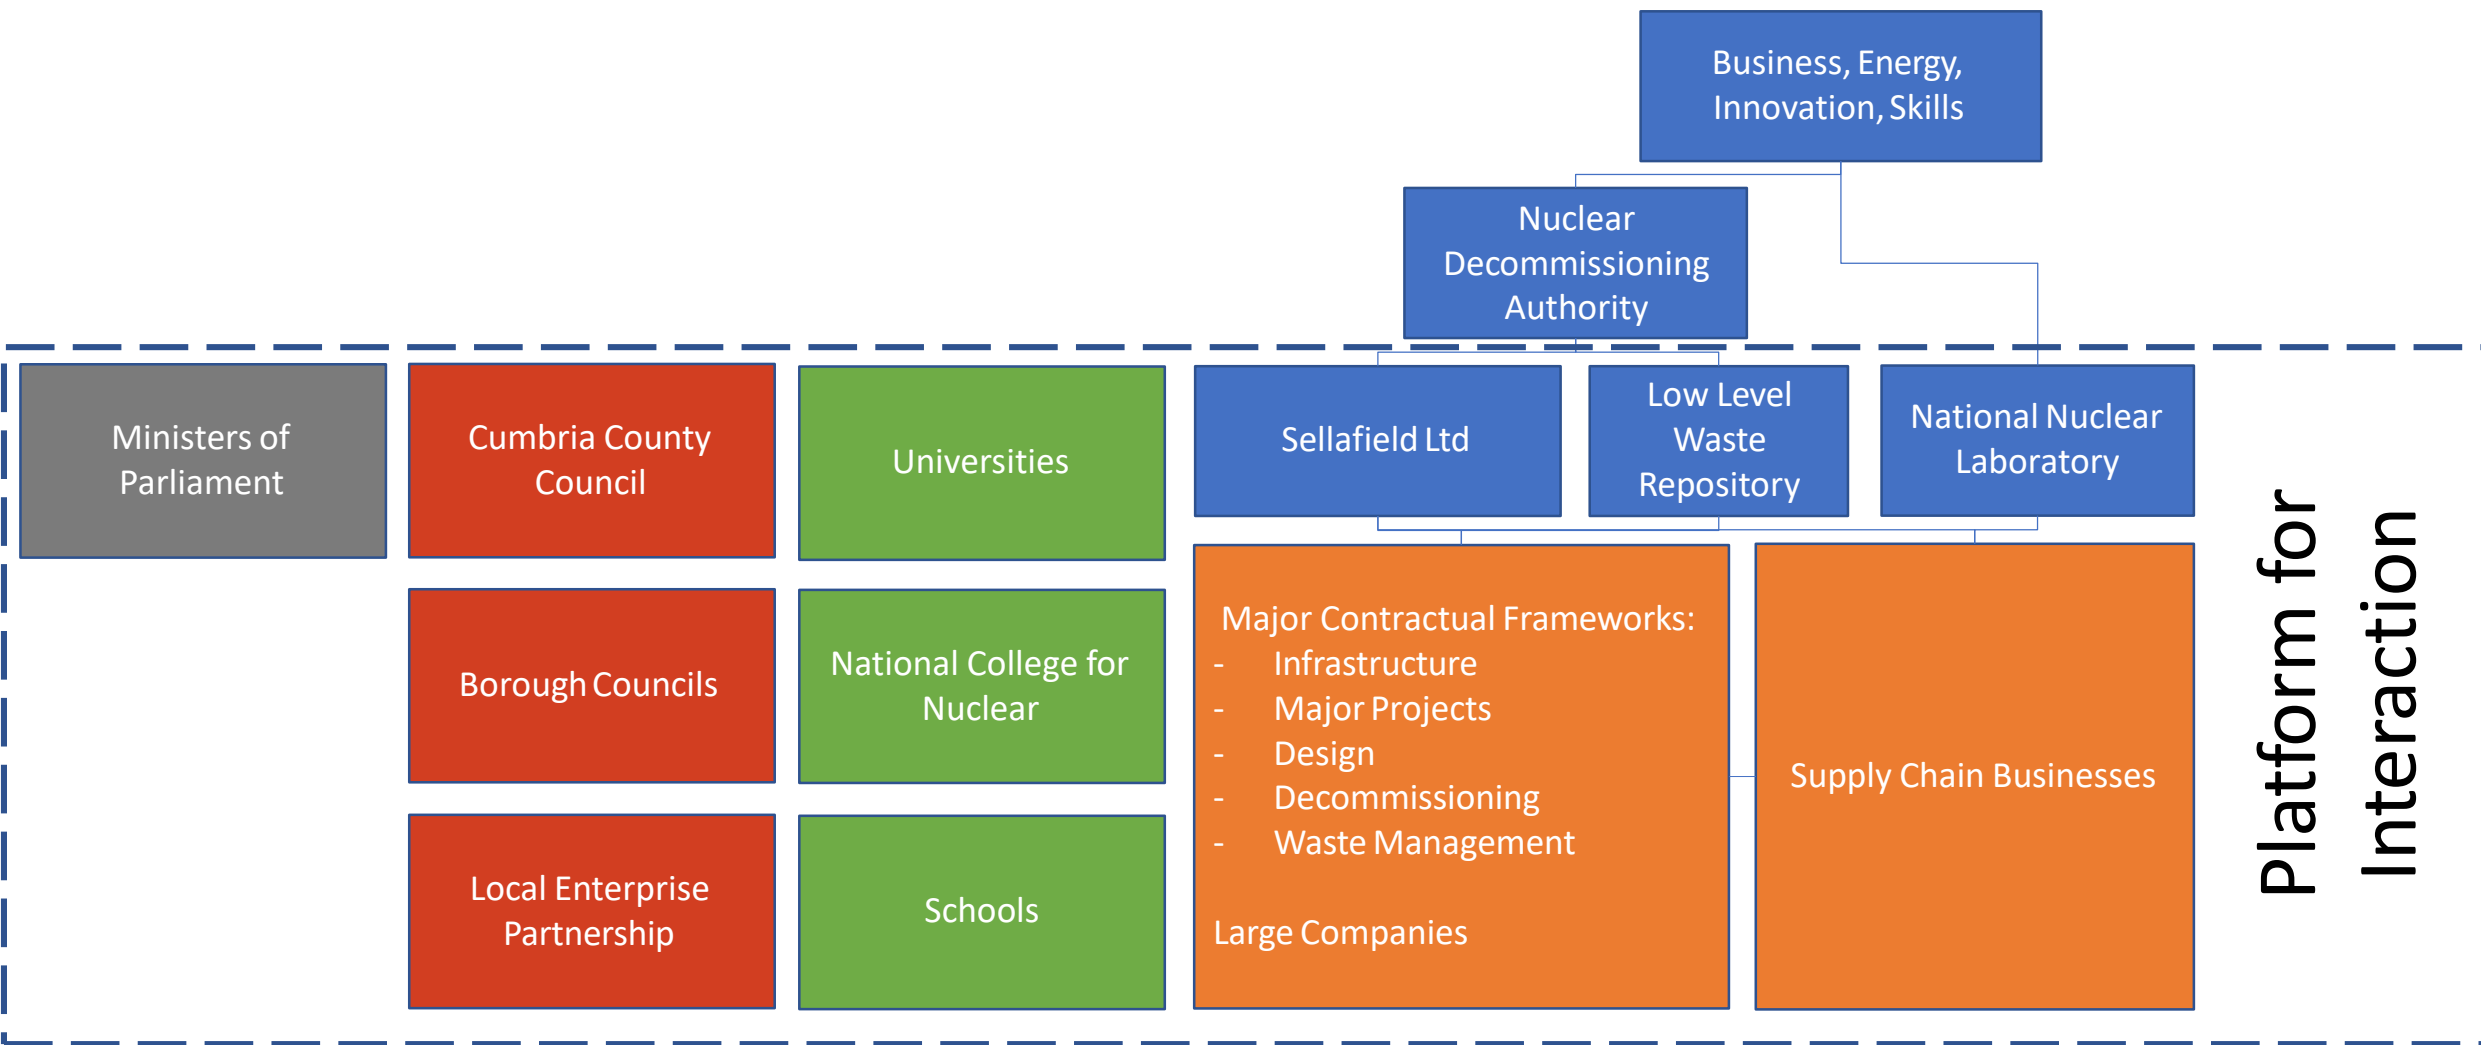 Business, Energy,
Innovation, Skills
Nuclear
Decommissioning
Authority
Ministers of
Parliament
Cumbria County
Council
Universities
Sellafield Ltd
Low Level
Waste
Repository
National Nuclear
Laboratory
Borough Councils
National College for
Nuclear
Local Enterprise
Partnership
Schools
Major Contractual Frameworks:
- Infrastructure
- Major Projects
- Design
- Decommissioning
- Waste Management
Large Companies
Supply Chain Businesses
Platform for
Interaction